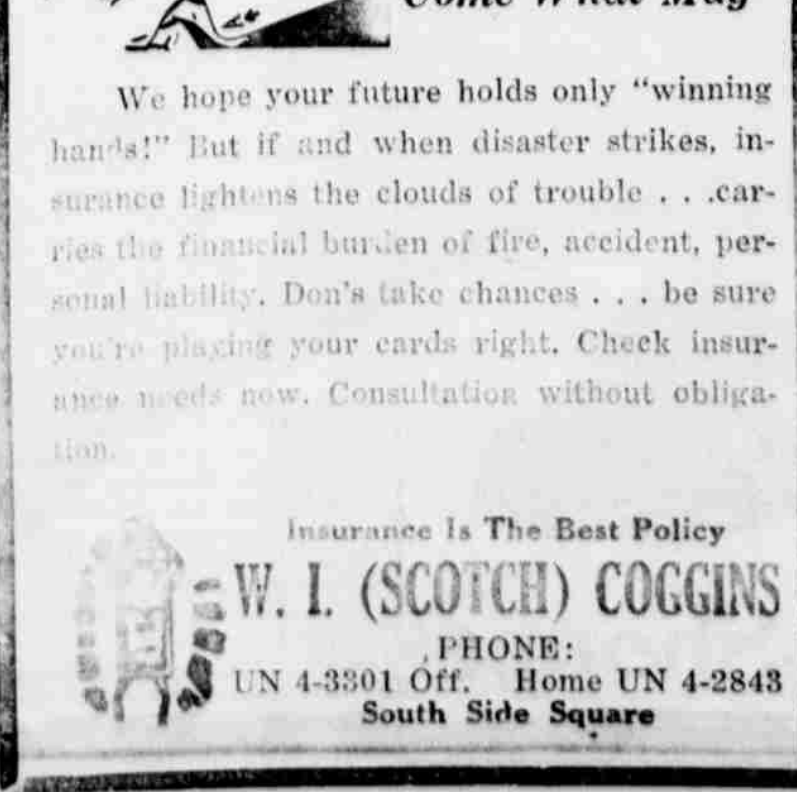 Come What May
We hope your future holds only “winning
hands!” But if and when disaster strikes, in-
surance lightens the clouds of trouble . . .car-
ries the financial burden of fire, accident, per-
sonal liability. Don's take chances . . . be sure
you're playing your cards right. Check insur-
ance needs now. Consultation without obliga-
tion.
Insurance Is The Best Policy
W. I. (SCOTCH) COGGINS
PHONE:
UN 4-3301 Off. Home UN 4-2843
South Side Square